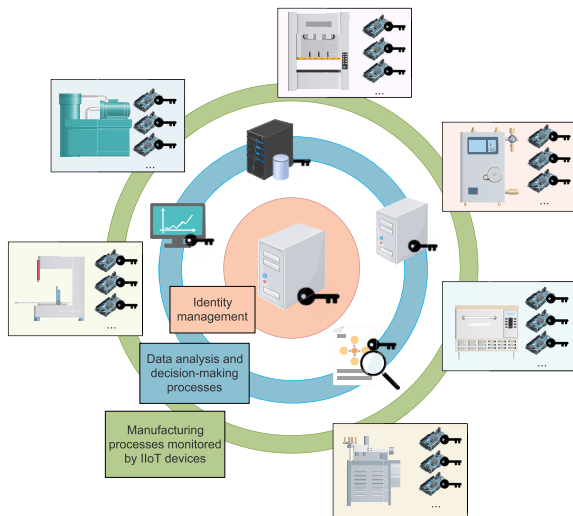 ...
...
...
...
...
...
Identity
management
Data analysis and
decision-making
processes
Manufacturing
processes monitored
by IIoT devices